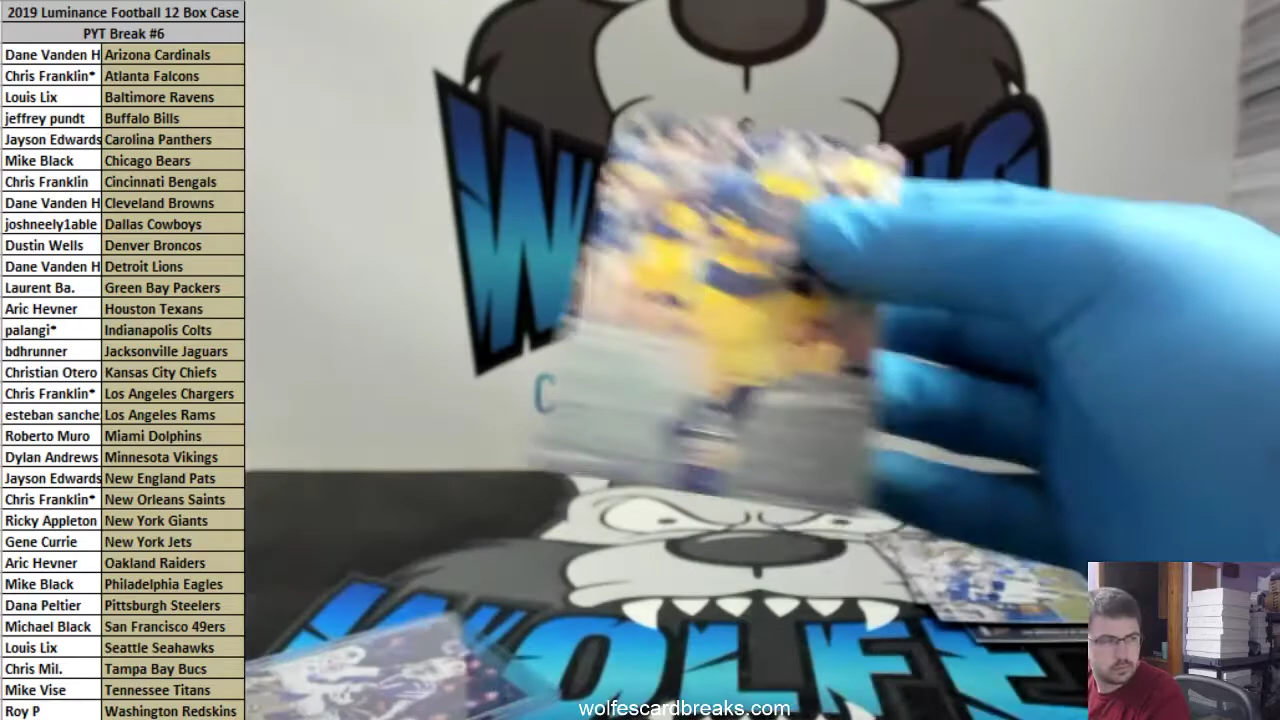 2019 Luminance Football 12 Box Case
PYT Break #6
Dane Vanden H Arizona Cardinals
Chris Franklin* Atlanta Falcons
Louis Lix Baltimore Ravens
jeffrey pundt Buffalo Bills
Jayson Edwards Carolina Panthers
Mike Black Chicago Bears
Chris Franklin Cincinnati Bengals
Dane Vanden H Cleveland Browns
joshneely1able Dallas Cowboys
Dustin Wells Denver Broncos
Dane Vanden H Detroit Lions
Laurent Ba. Green Bay Packers
Aric Hevner Houston Texans
palangi* Indianapolis Colts
bdhrunner Jacksonville Jaguars
Christian Otero Kansas City Chiefs
Chris Franklin* Los Angeles Chargers
esteban sanche Los Angeles Rams
Roberto Muro Miami Dolphins
Dylan Andrews Minnesota Vikings
Jayson Edwards New England Pats
Chris Franklin* New Orleans Saints
Ricky Appleton New York Giants
Gene Currie New York Jets
Aric Hevner Oakland Raiders
Mike Black Philadelphia Eagles
Dana Peltier Pittsburgh Steelers
Michael Black San Francisco 49ers
Louis Lix Seattle Seahawks
Chris Mil. Tampa Bay Bucs
Mike Vise Tennessee Titans
Roy P Washington Redskins
WOLFE
wolfescardbreaks.com